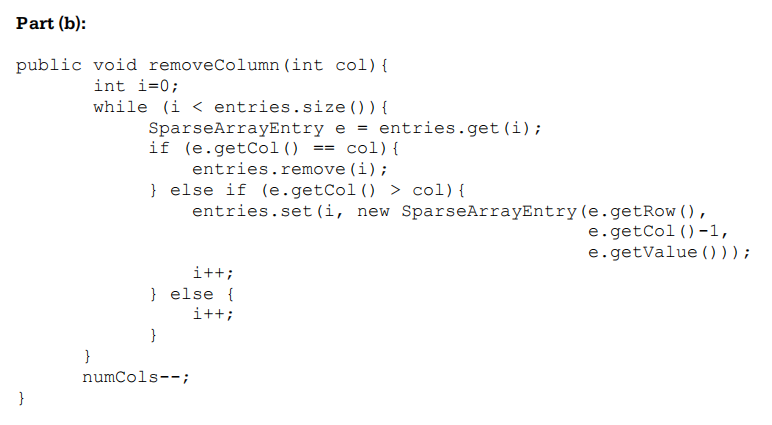 Part (b):
public void removeColumn(int col){
int i=0;
while (i < entries.size()){
SparseArrayEntry e = entries.get(i);
if (e.getCol() == col){
entries.remove(i);
} else if (e.getCol() > col){
entries.set(i, new SparseArrayEntry(e.getRow(),
e.getCol()-1,
e.getValue()));
i++;
} else {
i++;
}
}
numCols--;
}